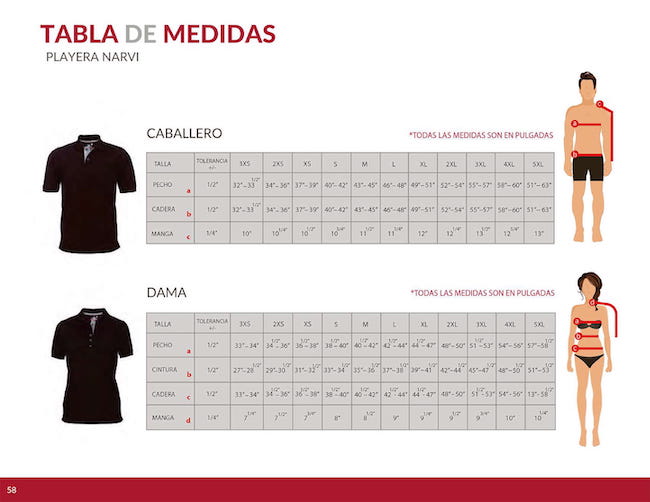 TABLA DE MEDIDAS
PLAYERA NARVI
CABALLERO
*TODAS LAS MEDIDAS SON EN PULGADAS
TALLA TOLERANCIA +/- 3XS 2XS XS S M L XL 2XL 3XL 4XL 5XL
PECHO a 1/2" 32"–33 1/2" 34"–36" 37"–39" 40"–42" 43"–45" 46"–48" 49"–51" 52"–54" 55"–57" 58"–60" 51"–63"
CADERA b 1/2" 32"–33 1/2" 34"–36" 37"–39" 40"–42" 43"–45" 46"–48" 49"–51" 52"–54" 55"–57" 58"–60" 51"–63"
MANGA c 1/4" 10" 10 1/4" 10 1/2" 10 3/4" 11 1/2" 11 3/4" 12" 12 1/4" 13 1/2" 12 3/4" 13"
a
b
c
DAMA
*TODAS LAS MEDIDAS SON EN PULGADAS
TALLA TOLERANCIA +/- 3XS 2XS XS S M L XL 2XL 3XL 4XL 5XL
PECHO a 1/2" 33"–34" 34 1/2"–36" 36 1/2"–38" 38 1/2"–40" 40 1/2"–42" 42 1/2"–44" 44 1/2"–47" 48"–50" 51 1/2"–53" 54"–56" 57"–58 1/2"
CINTURA b 1/2" 27"–28 1/2" 29"–30 1/2" 31"–32 1/2" 33"–34 1/2" 35"–36 1/2" 37"–38 1/2" 39"–41 1/2" 42"–44 1/2" 45"–47 1/2" 48"–50 1/2" 51"–53 1/2"
CADERA c 1/2" 33"–34" 34 1/2"–36" 36 1/2"–38" 38 1/2"–40" 40 1/2"–42" 42 1/2"–44" 44 1/2"–47" 48"–50" 51 1/2"–53" 54"–56" 13"–58 1/2"
MANGA d 1/4" 7 1/4" 7 1/2" 7 3/4" 8" 8 1/2" 9" 9 1/4" 9 1/2" 9 3/4" 10" 10 1/4"
58